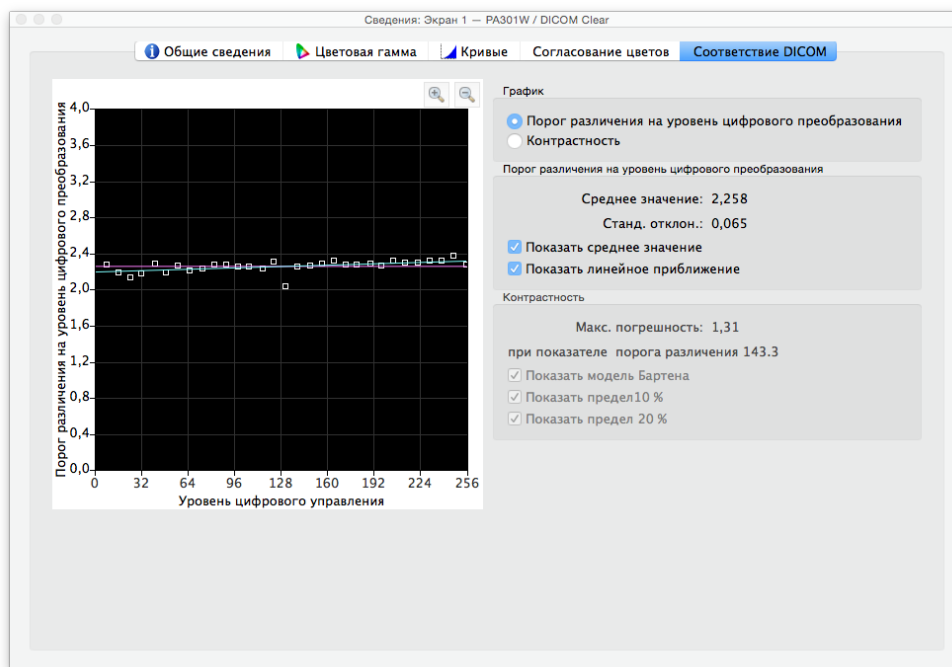 Сведения: Экран 1 — PA301W / DICOM Clear
Общие сведения
Цветовая гамма
Кривые
Согласование цветов
Соответствие DICOM
Порог различения на уровень цифрового преобразования
4,0
3,6
3,2
2,8
2,4
2,0
1,6
1,2
0,8
0,4
0,0
0 32 64 96 128 160 192 224 256
Уровень цифрового управления
График
Порог различения на уровень цифрового преобразования
Контрастность
Порог различения на уровень цифрового преобразования
Среднее значение: 2,258
Станд. отклон.: 0,065
Показать среднее значение
Показать линейное приближение
Контрастность
Макс. погрешность: 1,31
при показателе порога различения 143.3
Показать модель Бартена
Показать предел10 %
Показать предел 20 %